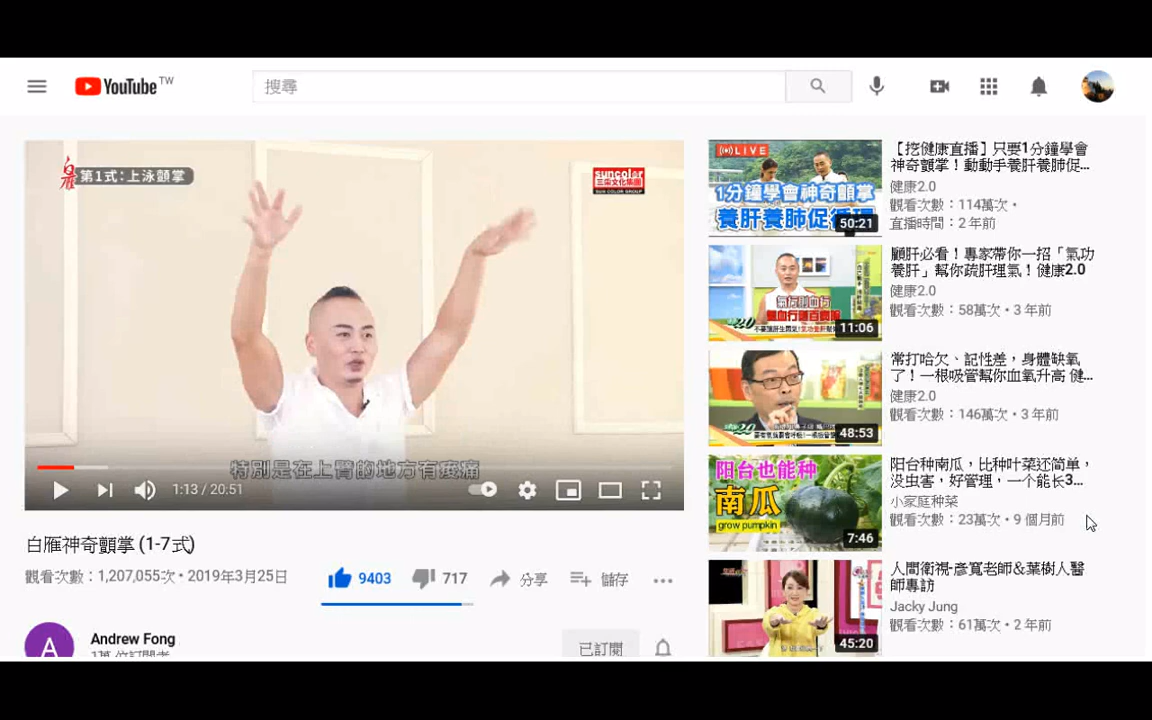 YouTube TW
搜尋
第1式：上泳顫掌
suncolor
三采文化集團
特別是在上臂的地方有痠痛
1:13 / 20:51
白雁神奇顫掌 (1-7式)
觀看次數：1,207,055次 • 2019年3月25日
9403
717
分享
儲存
A
Andrew Fong
已訂閱
LIVE
1分鐘學會神奇顫掌
養肝養肺促循環
50:21
【挖健康直播】只要1分鐘學會
神奇顫掌！動動手養肝養肺促...
健康2.0
觀看次數：114萬次 •
直播時間：2 年前
11:06
顧肝必看！專家帶你一招「氣功
養肝」幫你疏肝理氣！健康2.0
健康2.0
觀看次數：58萬次 • 3 年前
48:53
常打哈欠、記性差，身體缺氧
了！一根吸管幫你血氧升高 健...
健康2.0
觀看次數：146萬次 • 3 年前
阳台也能种
南瓜
grow pumpkin
7:46
阳台种南瓜，比种叶菜还简单，
没虫害，好管理，一个能长3...
小家庭种菜
觀看次數：23萬次 • 9 個月前
45:20
人間衛視-彥寬老師&葉樹人醫
師專訪
Jacky Jung
觀看次數：61萬次 • 2 年前